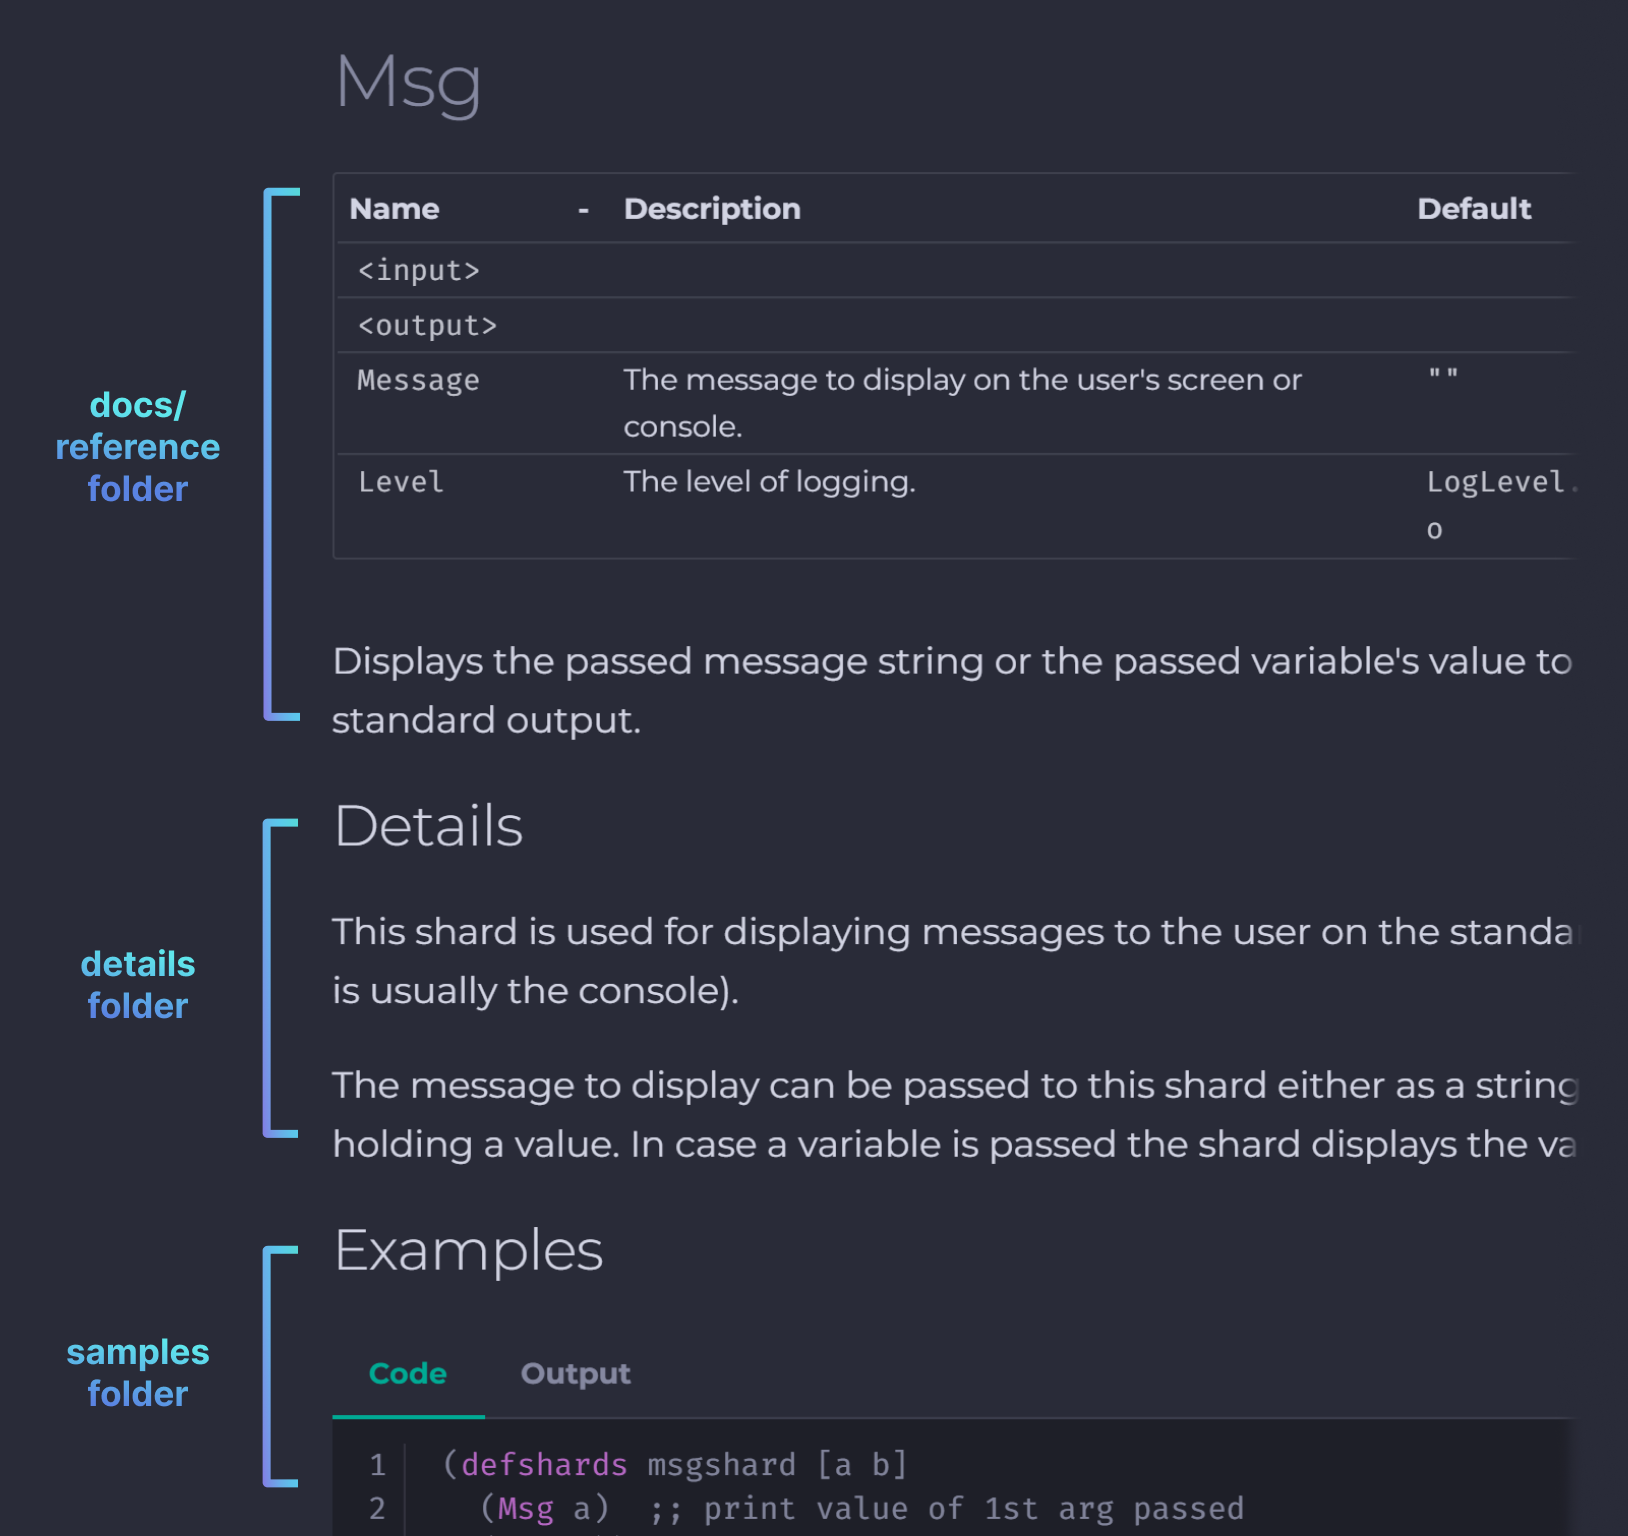 Msg
Name - Description Default
<input>
<output>
Message The message to display on the user's screen or ""
console.
Level The level of logging. LogLevel.
o
docs/
reference
folder
Displays the passed message string or the passed variable's value to
standard output.
Details
This shard is used for displaying messages to the user on the standa
is usually the console).
details
folder
The message to display can be passed to this shard either as a string
holding a value. In case a variable is passed the shard displays the va
Examples
samples
folder
Code Output
1 (defshards msgshard [a b]
2 (Msg a) ;; print value of 1st arg passed